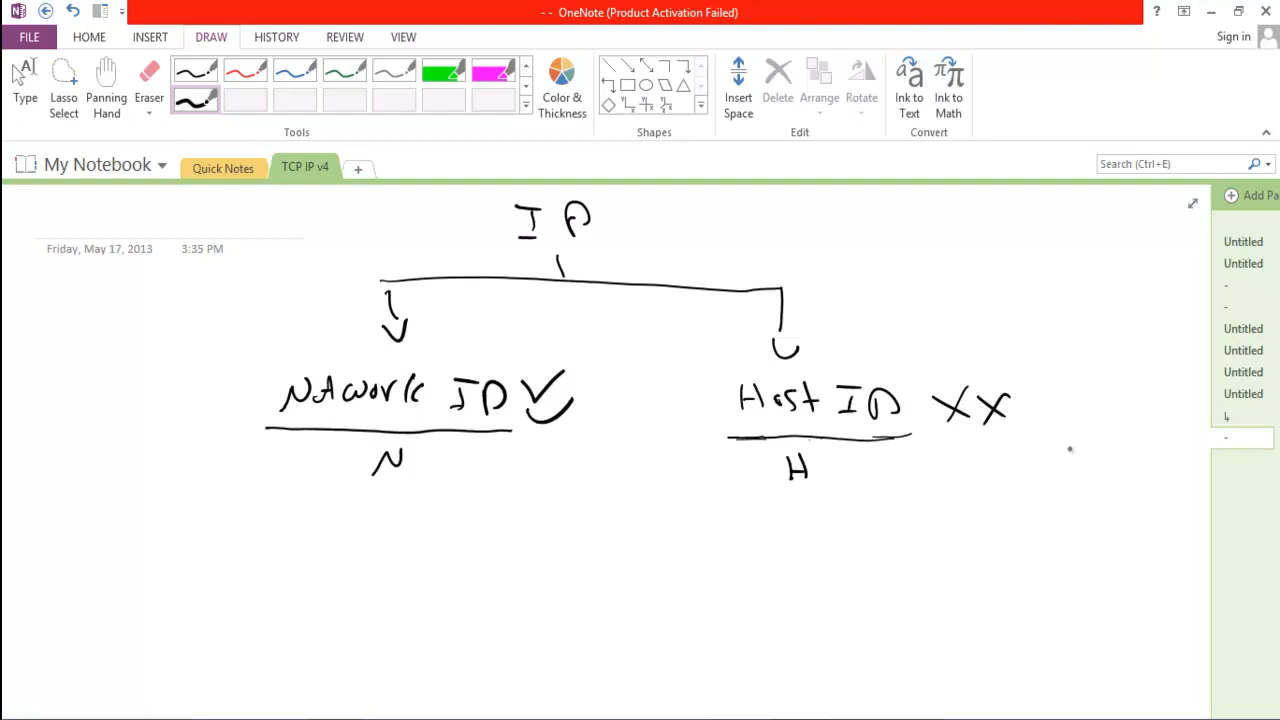 - - OneNote (Product Activation Failed)
?
FILE HOME INSERT DRAW HISTORY REVIEW VIEW
Sign in
Type
Lasso Select
Panning Hand
Eraser
Color & Thickness
Insert Space
Delete
Arrange
Rotate
Ink to Text
Ink to Math
Tools Shapes Edit Convert
My Notebook Quick Notes TCP IP v4 +
Search (Ctrl+E)
Add Pa
Friday, May 17, 2013 3:35 PM
IP
Network ID Host ID XX
N H
Untitled
Untitled
-
-
Untitled
Untitled
Untitled
Untitled
-